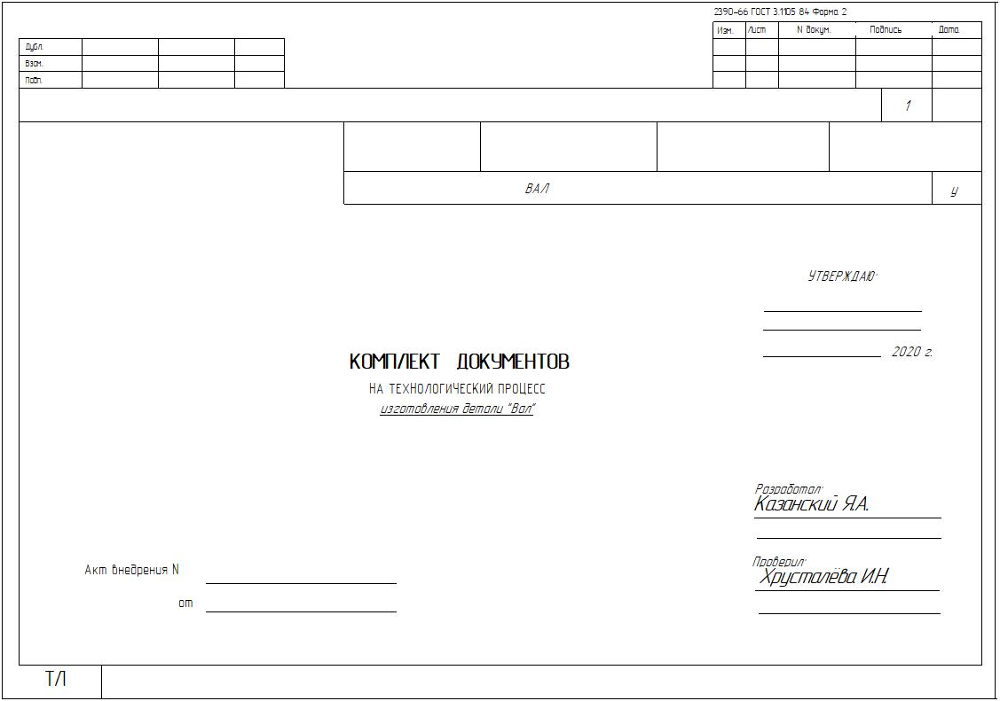 2390-66 ГОСТ 3.1105 84 Форма 2
Изм. Лист N докум. Подпись Дата
Дубл.
Взам.
Подп.
1
ВАЛ у
УТВЕРЖДАЮ:
2020 г.
КОМПЛЕКТ ДОКУМЕНТОВ
НА ТЕХНОЛОГИЧЕСКИЙ ПРОЦЕСС
изготовления детали "Вал"
Разработал:
Казанский Я.А.
Проверил:
Хрусталёва И.Н.
Акт внедрения N
от
ТЛ